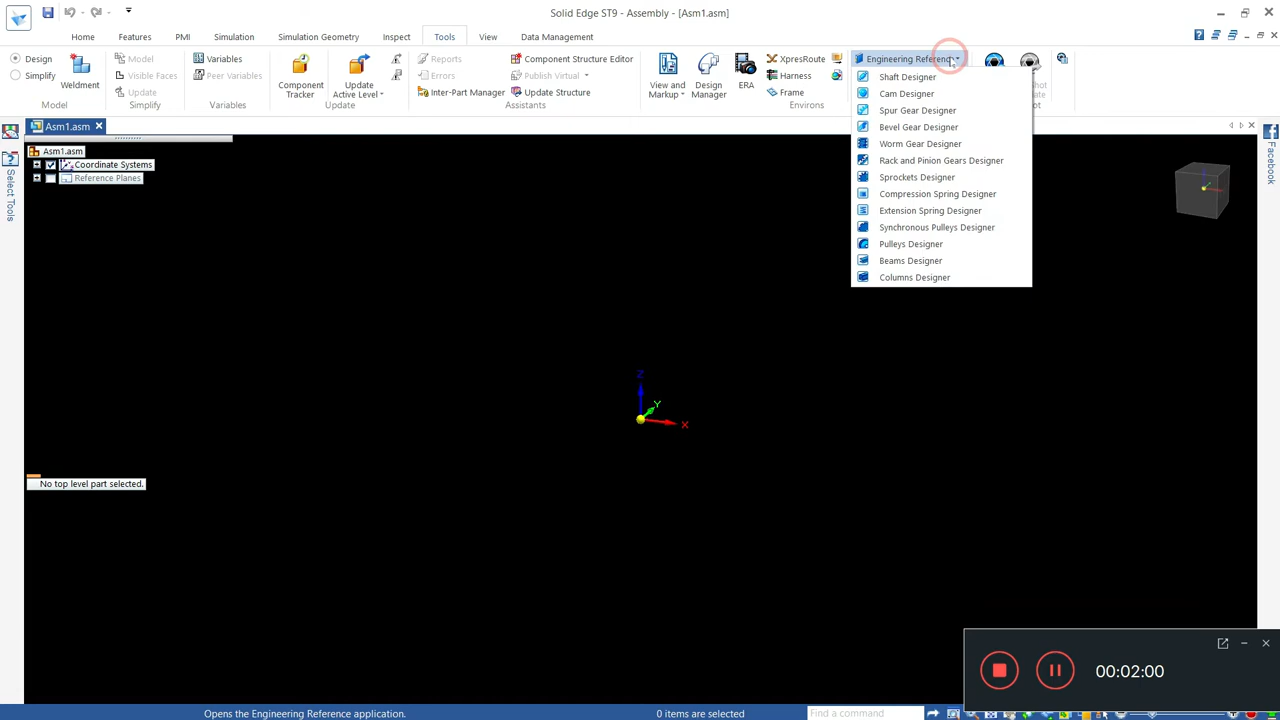 Solid Edge ST9 - Assembly - [Asm1.asm]
Home Features PMI Simulation Simulation Geometry Inspect Tools View Data Management
Design
Simplify
Model
Model
Visible Faces
Update
Simplify
Weldment
Variables
Peer Variables
Variables
Component Tracker
Update Active Level
Update
Reports
Errors
Inter-Part Manager
Component Structure Editor
Publish Virtual
Update Structure
Assistants
View and Markup
Design Manager
ERA
XpresRoute
Harness
Frame
Environs
Engineering Reference
Shaft Designer
Cam Designer
Spur Gear Designer
Bevel Gear Designer
Worm Gear Designer
Rack and Pinion Gears Designer
Sprockets Designer
Compression Spring Designer
Extension Spring Designer
Synchronous Pulleys Designer
Pulleys Designer
Beams Designer
Columns Designer
Asm1.asm
Asm1.asm
Coordinate Systems
Reference Planes
Select Tools
Facebook
Z
Y
X
No top level part selected.
00:02:00
Opens the Engineering Reference application.
0 items are selected
Find a command